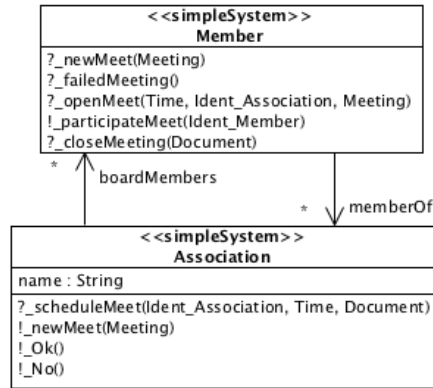 <<simpleSystem>>
Member
?_newMeet(Meeting)
?_failedMeeting()
?_openMeet(Time, Ident_Association, Meeting)
!_participateMeet(Ident_Member)
?_closeMeeting(Document)
*
boardMembers
*
memberOf
<<simpleSystem>>
Association
name : String
?_scheduleMeet(Ident_Association, Time, Document)
!_newMeet(Meeting)
!_Ok()
!_No()